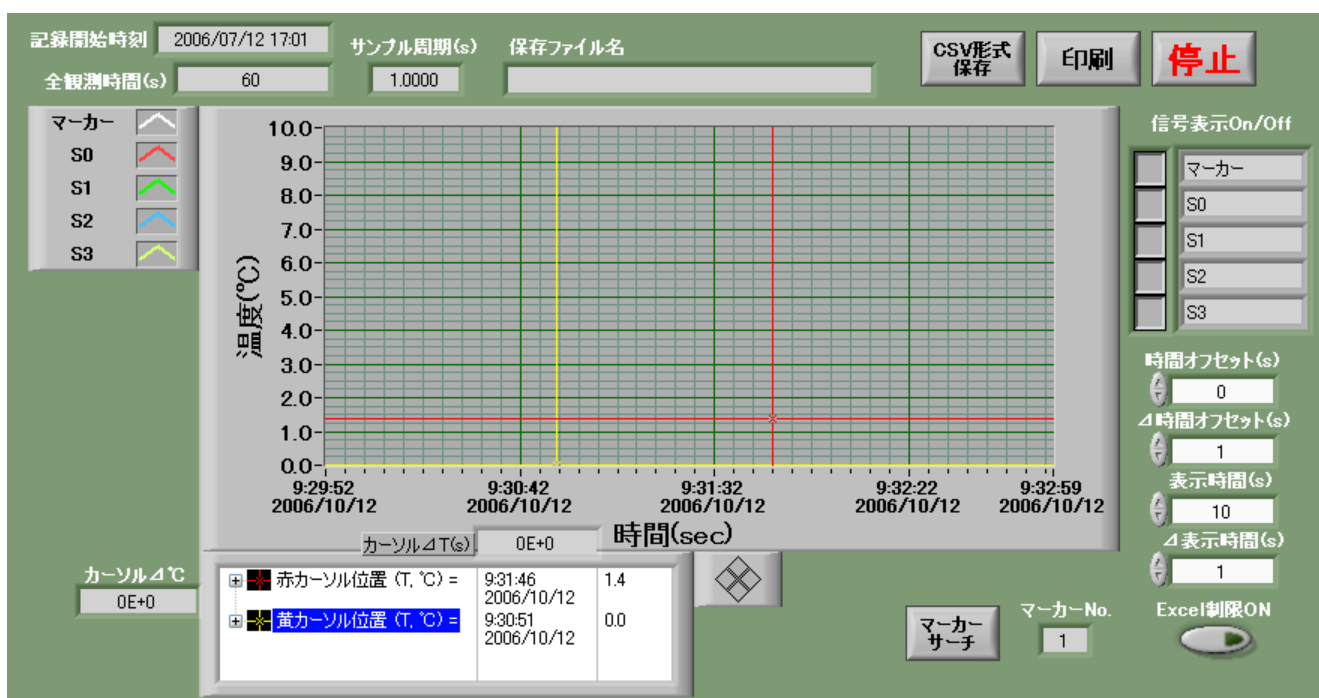 記録開始時刻 2006/07/12 17:01
サンプル周期(s)
保存ファイル名
CSV形式
保存
印刷
停止
全観測時間(s) 60
1.0000
マーカー
S0
S1
S2
S3
信号表示On/Off
マーカー
S0
S1
S2
S3
温度(℃)
10.0
9.0
8.0
7.0
6.0
5.0
4.0
3.0
2.0
1.0
0.0
9:29:52
2006/10/12
9:30:42
2006/10/12
9:31:32
2006/10/12
9:32:22
2006/10/12
9:32:59
2006/10/12
時間(sec)
時間オフセット(s)
0
⊿時間オフセット(s)
1
表示時間(s)
10
⊿表示時間(s)
1
カーソル⊿T(s) 0E+0
カーソル⊿℃
0E+0
赤カーソル位置 (T, ℃) = 9:31:46 1.4
2006/10/12
黄カーソル位置 (T, ℃) = 9:30:51 0.0
2006/10/12
マーカー
サーチ
マーカーNo.
1
Excel制限ON